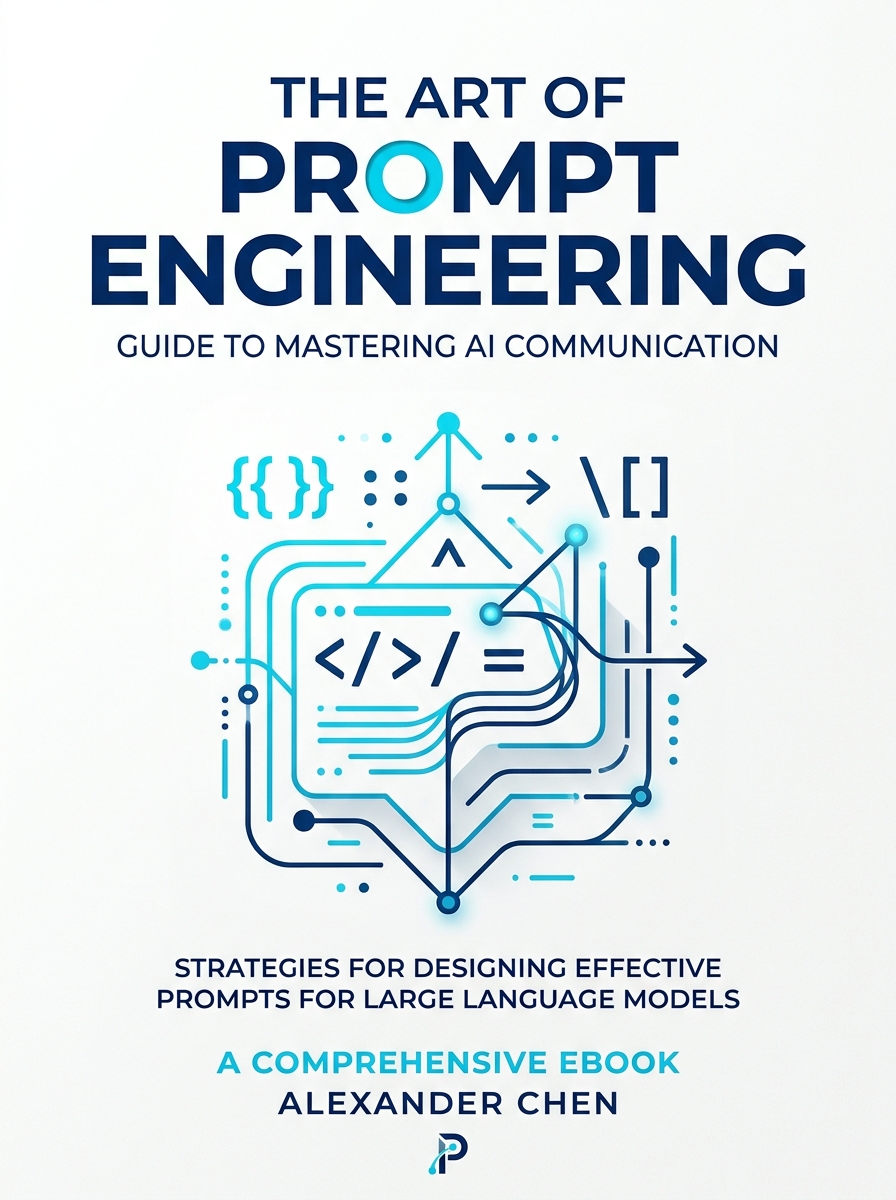 THE ART OF
PROMPT
ENGINEERING
GUIDE TO MASTERING AI COMMUNICATION
{{ }} → \ []
^
</>/ =
=
STRATEGIES FOR DESIGNING EFFECTIVE
PROMPTS FOR LARGE LANGUAGE MODELS
A COMPREHENSIVE EBOOK
ALEXANDER CHEN
P